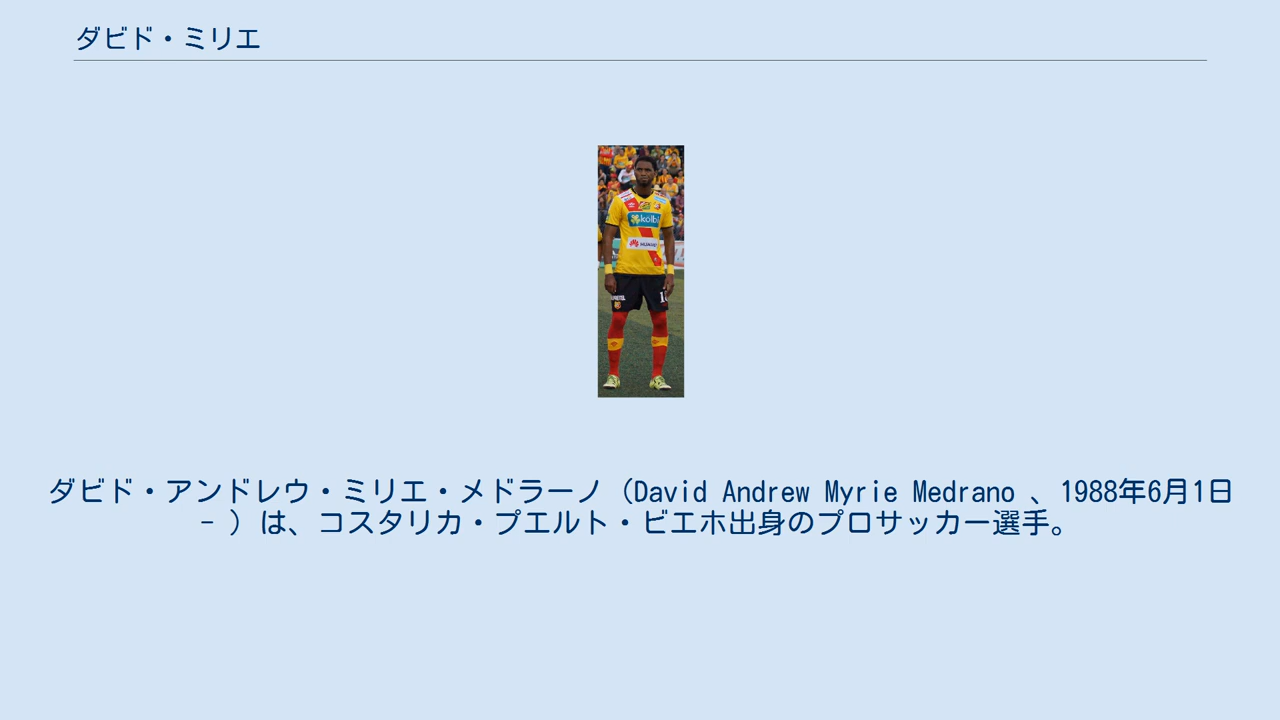 ダビド・ミリエ
kölbi
HUAWEI
ダビド・アンドレウ・ミリエ・メドラーノ（David Andrew Myrie Medrano 、1988年6月1日
- ）は、コスタリカ・プエルト・ビエホ出身のプロサッカー選手。